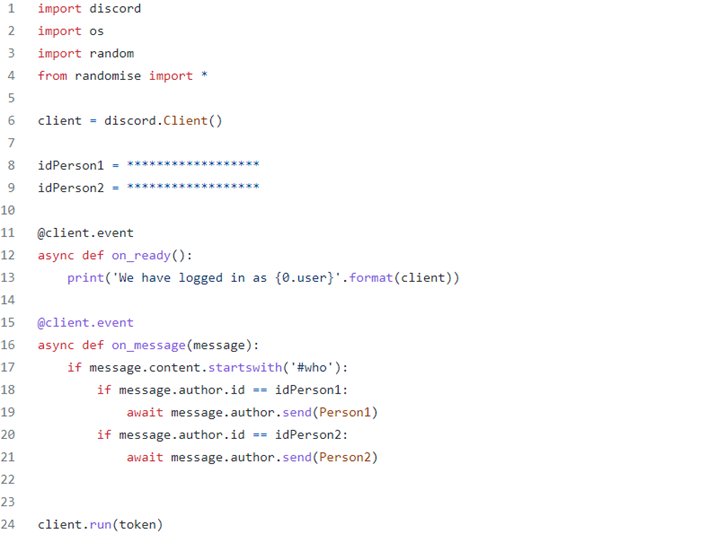 1 import discord
2 import os
3 import random
4 from randomise import *
5
6 client = discord.Client()
7
8 idPerson1 = ******************
9 idPerson2 = ******************
10
11 @client.event
12 async def on_ready():
13     print('We have logged in as {0.user}'.format(client))
14
15 @client.event
16 async def on_message(message):
17     if message.content.startswith('#who'):
18         if message.author.id == idPerson1:
19             await message.author.send(Person1)
20         if message.author.id == idPerson2:
21             await message.author.send(Person2)
22
23
24 client.run(token)